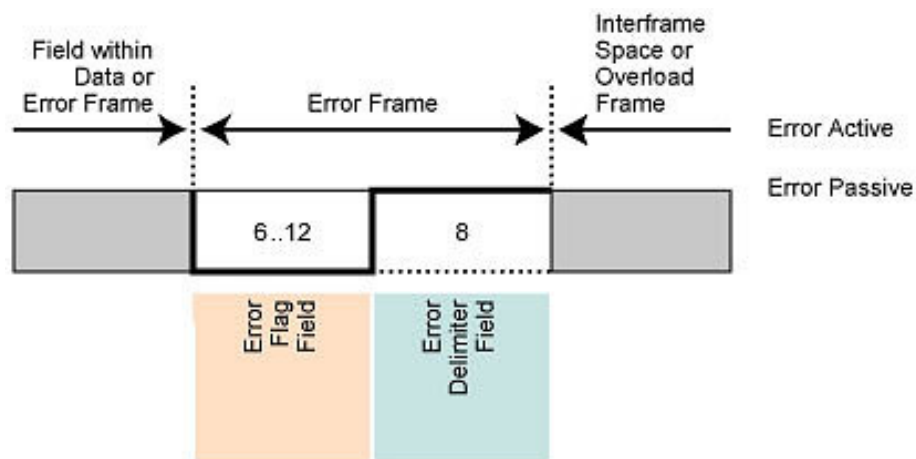 Field within
Data or
Error Frame
Error Frame
Interframe
Space or
Overload
Frame
Error Active
Error Passive
6..12
8
Error
Flag
Field
Error
Delimiter
Field